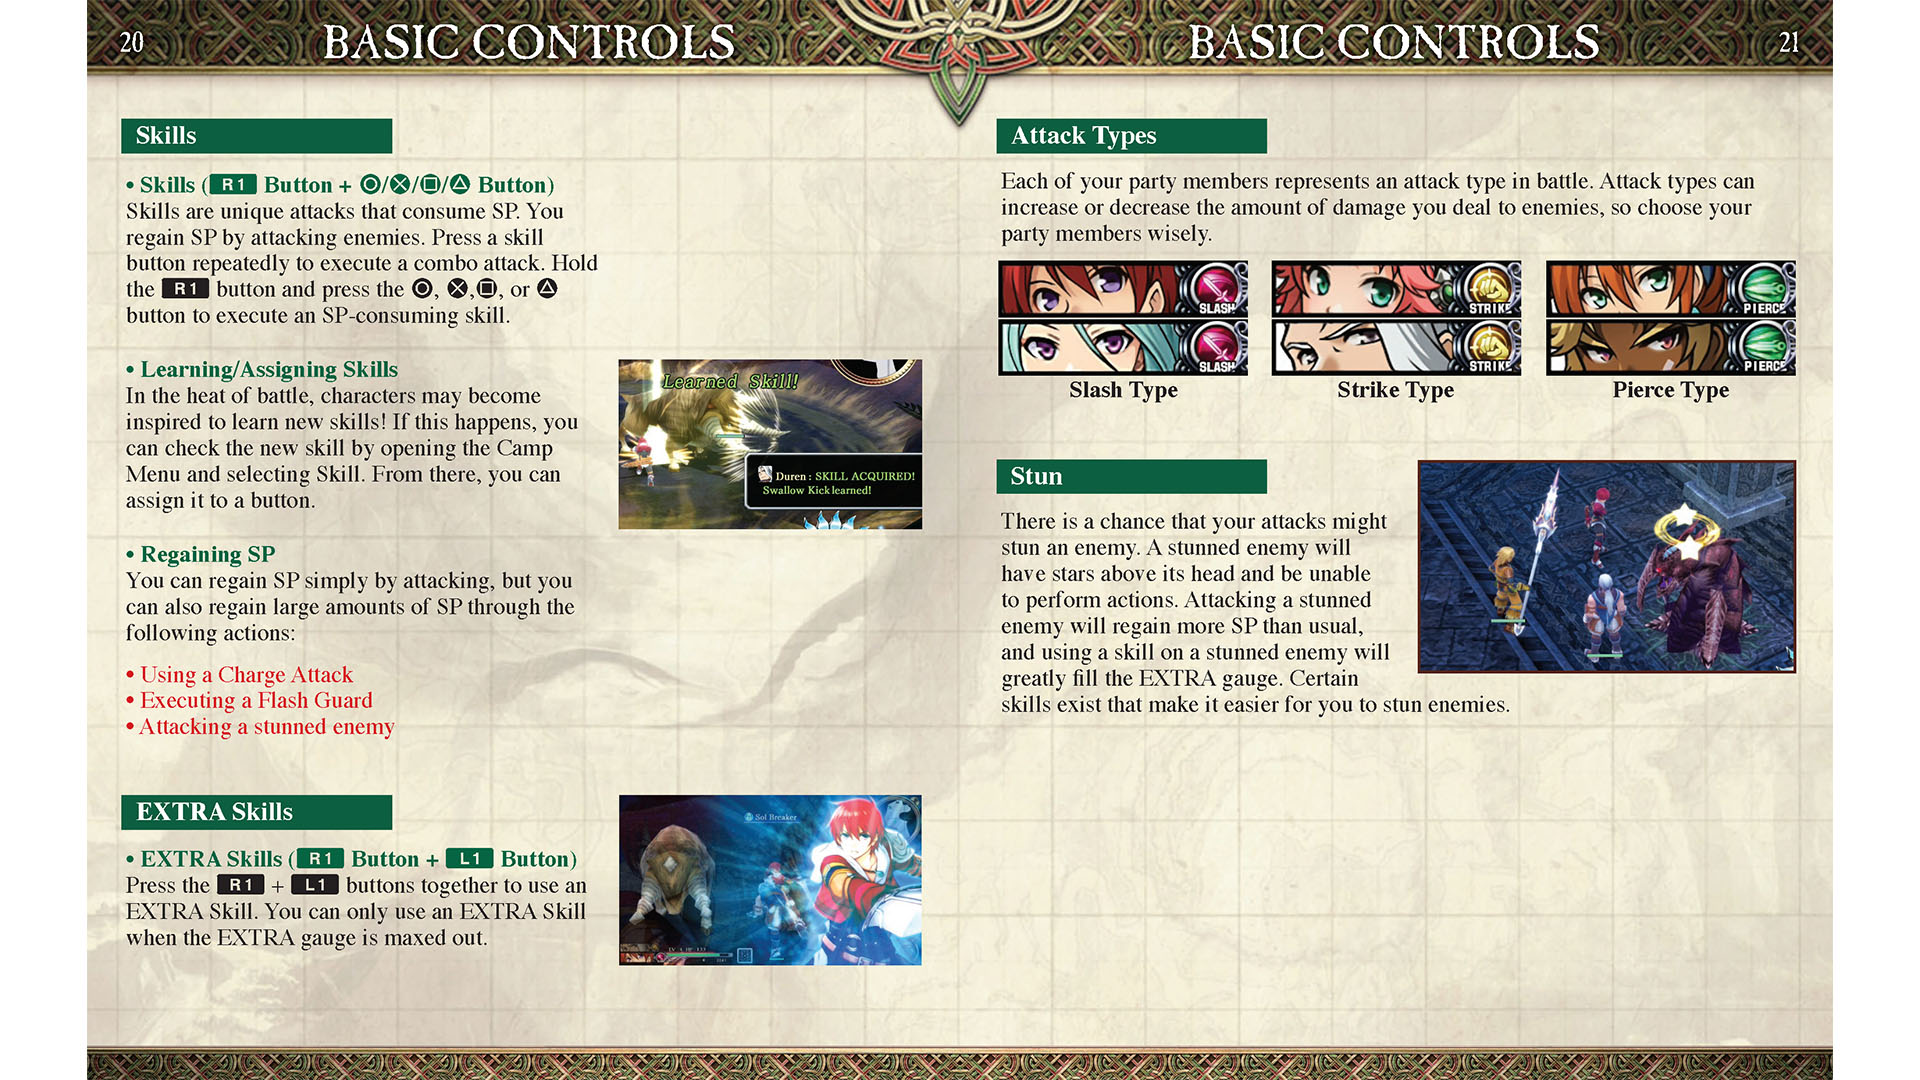 20
BASIC CONTROLS
Skills
• Skills (R1 Button + ○/✕/□/△ Button)
Skills are unique attacks that consume SP. You
regain SP by attacking enemies. Press a skill
button repeatedly to execute a combo attack. Hold
the R1 button and press the ○, ✕,□, or △
button to execute an SP-consuming skill.
• Learning/Assigning Skills
In the heat of battle, characters may become
inspired to learn new skills! If this happens, you
can check the new skill by opening the Camp
Menu and selecting Skill. From there, you can
assign it to a button.
Learned Skill!
Duren : SKILL ACQUIRED!
Swallow Kick learned!
• Regaining SP
You can regain SP simply by attacking, but you
can also regain large amounts of SP through the
following actions:
• Using a Charge Attack
• Executing a Flash Guard
• Attacking a stunned enemy
EXTRA Skills
• EXTRA Skills (R1 Button + L1 Button)
Press the R1 + L1 buttons together to use an
EXTRA Skill. You can only use an EXTRA Skill
when the EXTRA gauge is maxed out.
Sol Breaker
BASIC CONTROLS
21
Attack Types
Each of your party members represents an attack type in battle. Attack types can
increase or decrease the amount of damage you deal to enemies, so choose your
party members wisely.
SLASH
STRIKE
PIERCE
SLASH
STRIKE
PIERCE
Slash Type
Strike Type
Pierce Type
Stun
There is a chance that your attacks might
stun an enemy. A stunned enemy will
have stars above its head and be unable
to perform actions. Attacking a stunned
enemy will regain more SP than usual,
and using a skill on a stunned enemy will
greatly fill the EXTRA gauge. Certain
skills exist that make it easier for you to stun enemies.